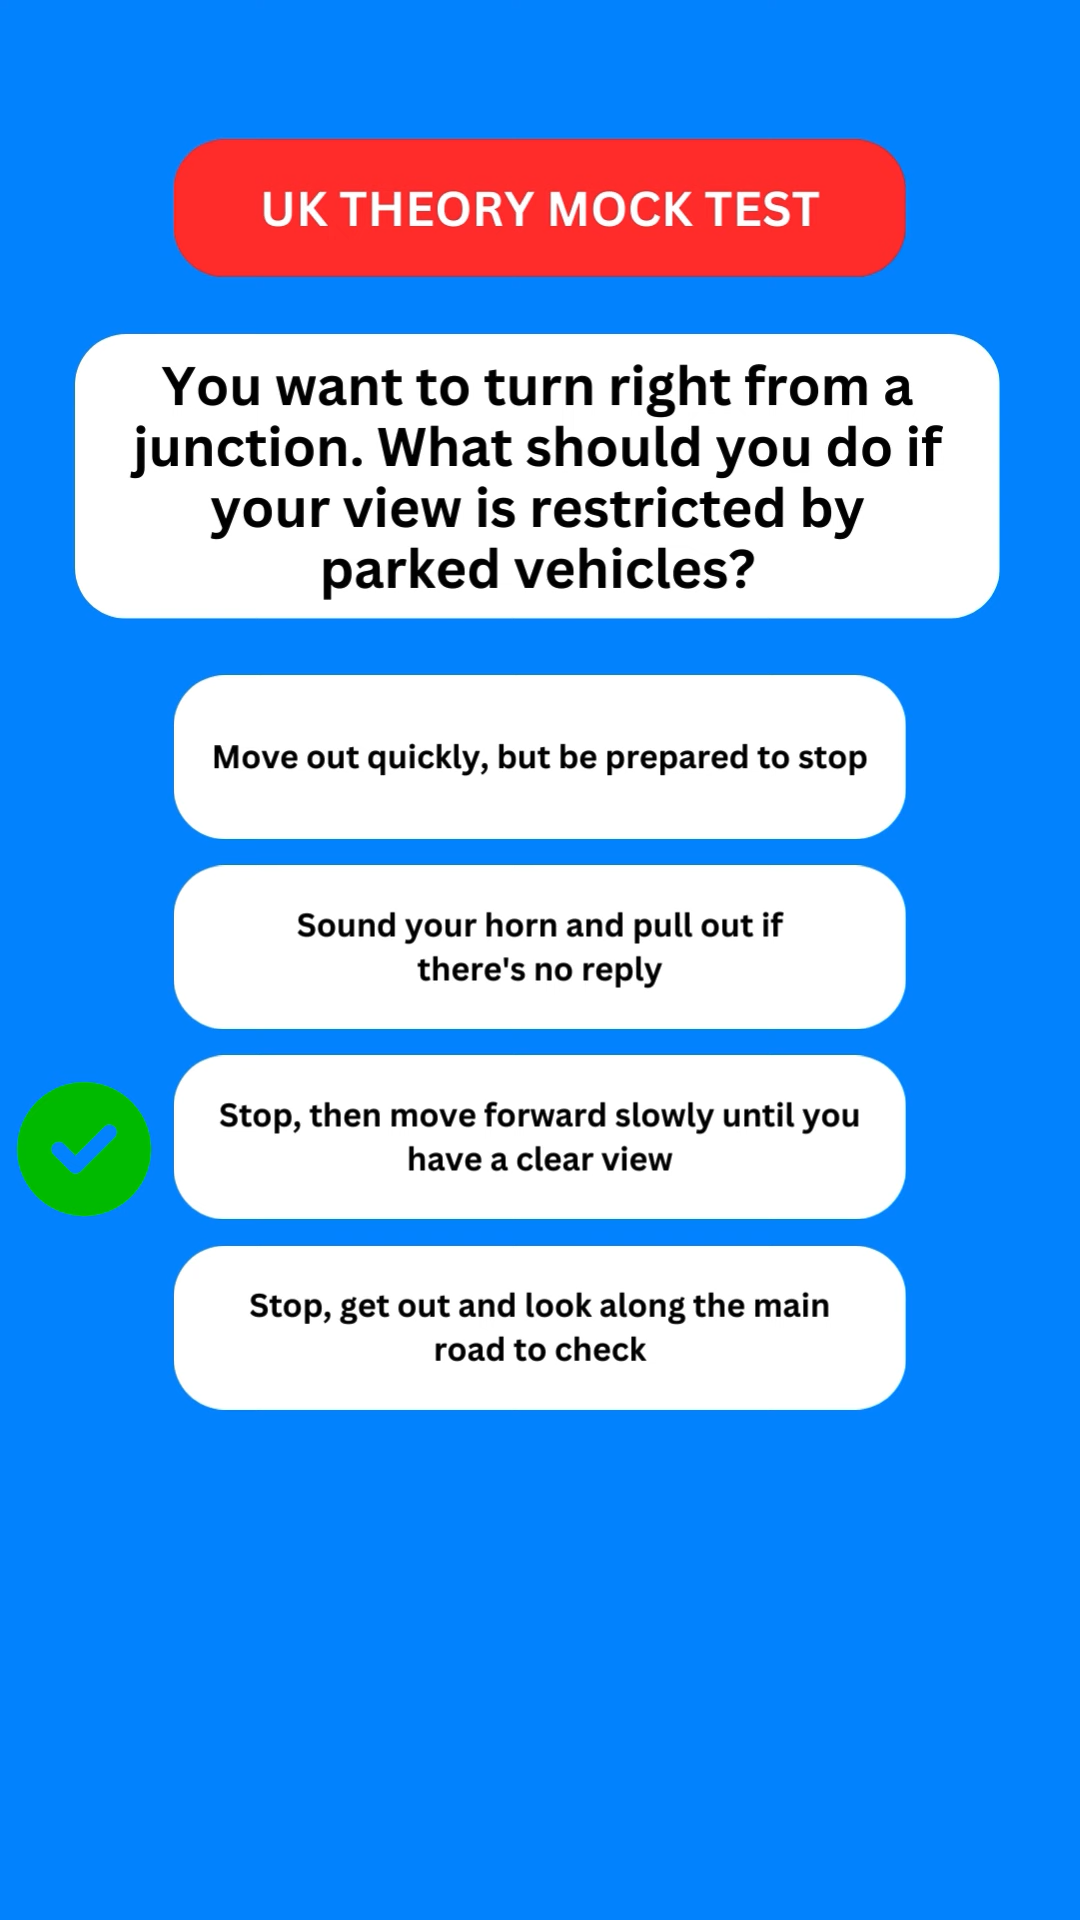 UK THEORY MOCK TEST
You want to turn right from a
junction. What should you do if
your view is restricted by
parked vehicles?
Move out quickly, but be prepared to stop
Sound your horn and pull out if
there's no reply
Stop, then move forward slowly until you
have a clear view
Stop, get out and look along the main
road to check